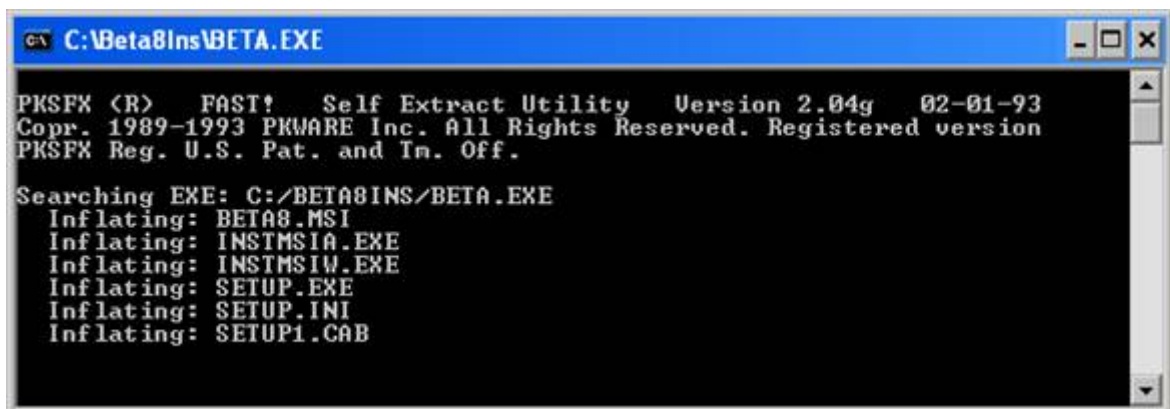 C:\Beta8Ins\BETA.EXE
PKSFX (R)   FAST!   Self Extract Utility   Version 2.04g   02-01-93
Copr. 1989-1993 PKWARE Inc. All Rights Reserved. Registered version
PKSFX Reg. U.S. Pat. and Tm. Off.
Searching EXE: C:/BETA8INS/BETA.EXE
  Inflating: BETA8.MSI
  Inflating: INSTMSIA.EXE
  Inflating: INSTMSIW.EXE
  Inflating: SETUP.EXE
  Inflating: SETUP.INI
  Inflating: SETUP1.CAB